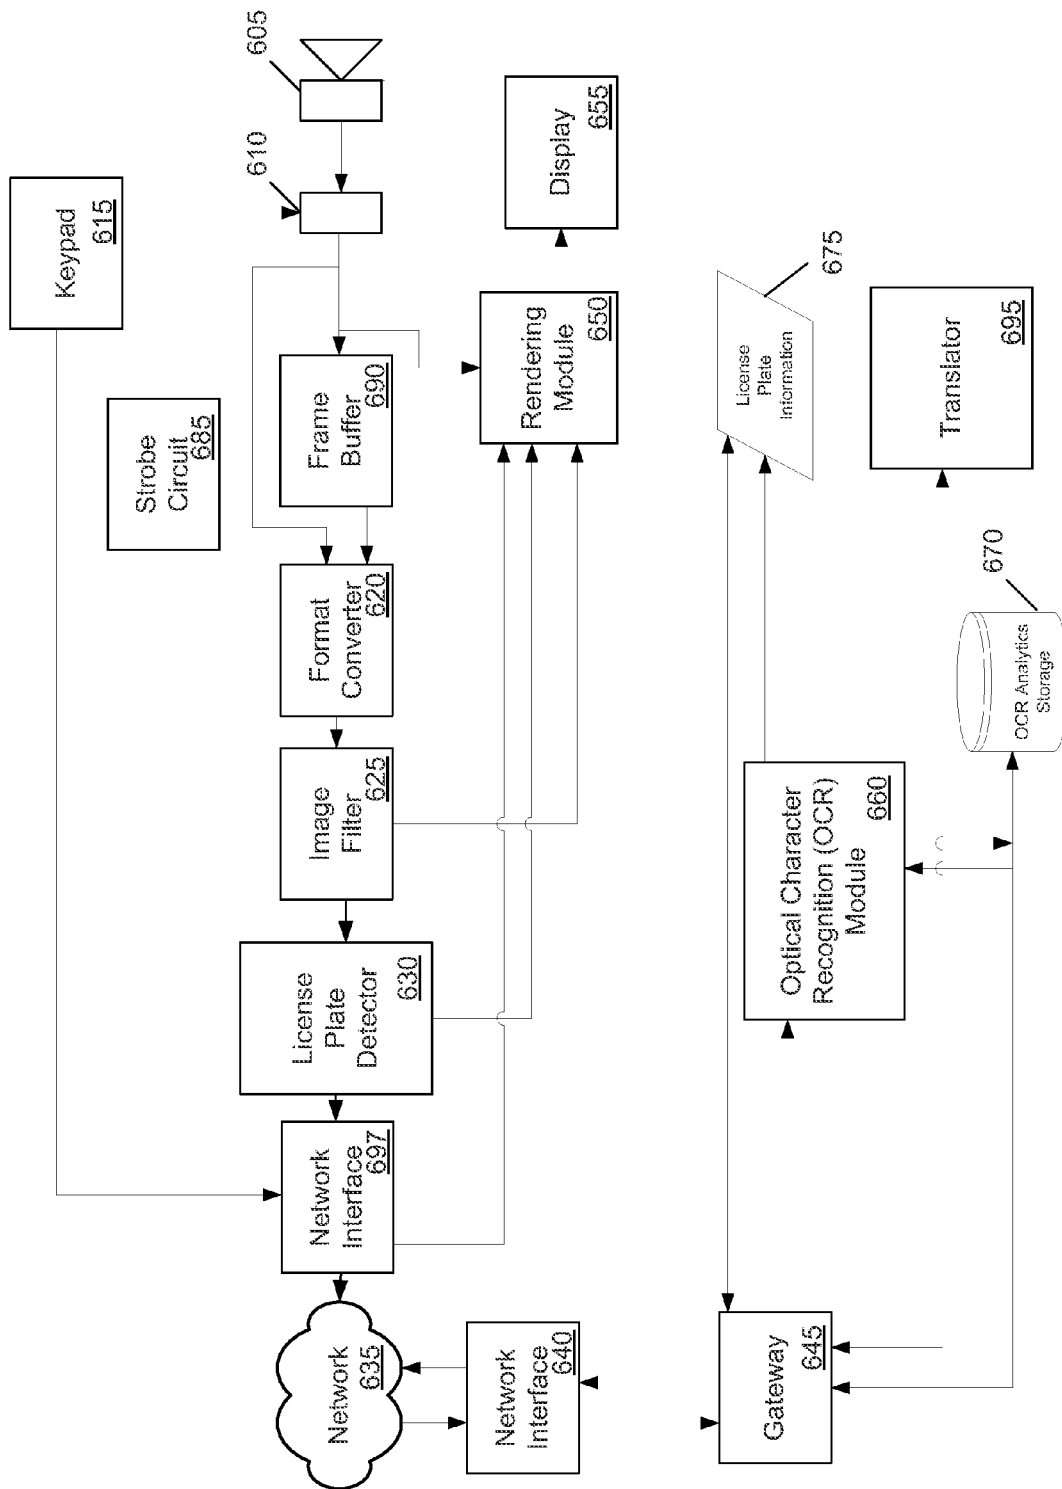 Keypad
615
Strobe
Circuit
685
605
610
Frame
Buffer
690
Format
Converter
620
Image
Filter
625
License
Plate
Detector
630
Network
Interface
697
Network
635
Network
Interface
640
Display
655
Rendering
Module
650
License
Plate
Information
675
Translator
695
OCR Analytics
Storage
670
Optical Character
Recognition (OCR)
Module
660
Gateway
645